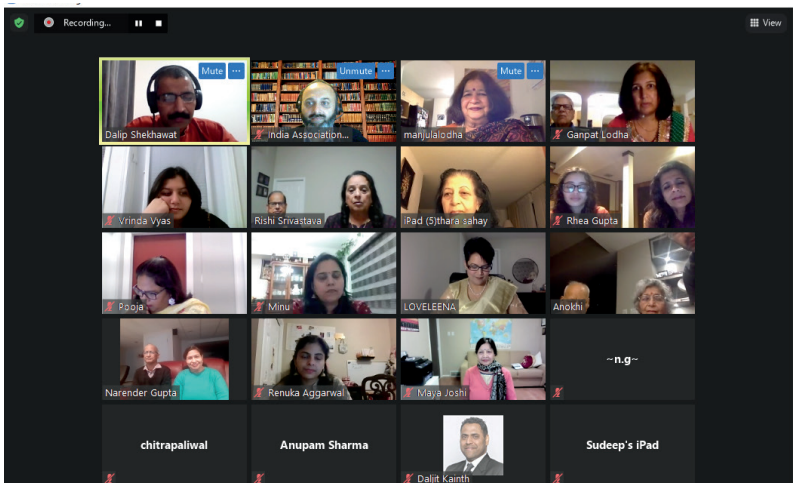 Recording...
View
Mute
...
Unmute
...
Mute
...
Dalip Shekhawat
India Association...
manjulalodha
Ganpat Lodha
Vrinda Vyas
Rishi Srivastava
iPad (5)thara sahay
Rhea Gupta
Pooja
Minu
LOVELEENA
Anokhi
Narender Gupta
Renuka Aggarwal
Maya Joshi
~n.g~
chitrapaliwal
Anupam Sharma
Daljit Kainth
Sudeep's iPad